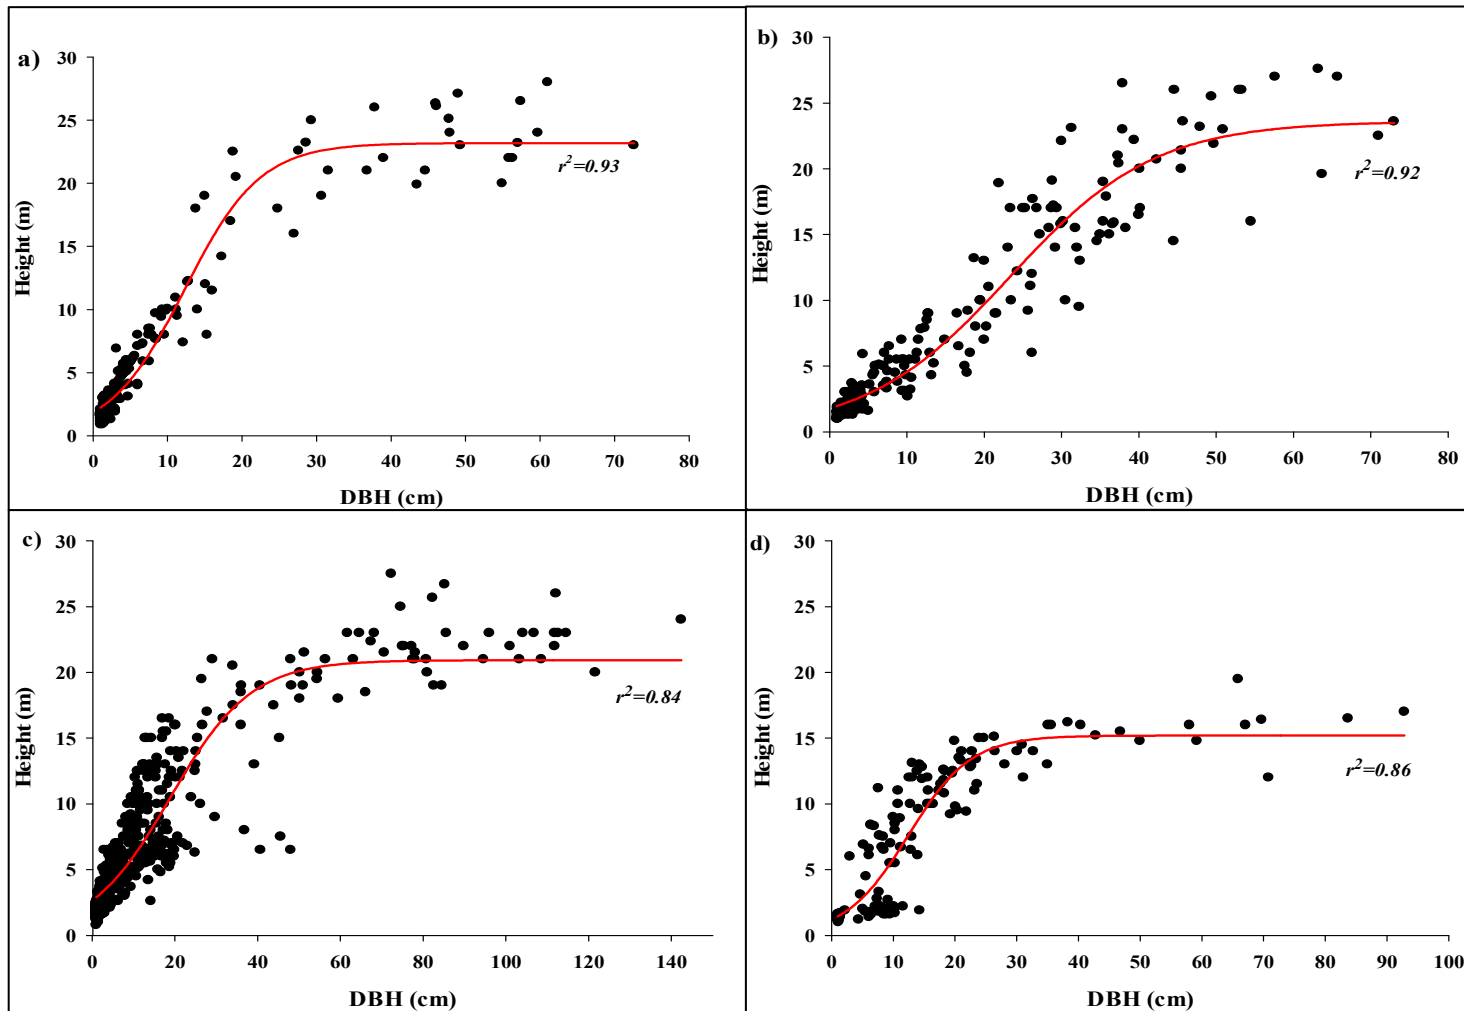 a)
30
25
20
15
10
5
0
Height (m)
r²=0.93
0 10 20 30 40 50 60 70 80
DBH (cm)
b)
30
25
20
15
10
5
0
Height (m)
r²=0.92
0 10 20 30 40 50 60 70 80
DBH (cm)
c)
30
25
20
15
10
5
0
Height (m)
r²=0.84
0 20 40 60 80 100 120 140
DBH (cm)
d)
30
25
20
15
10
5
0
Height (m)
r²=0.86
0 10 20 30 40 50 60 70 80 90 100
DBH (cm)